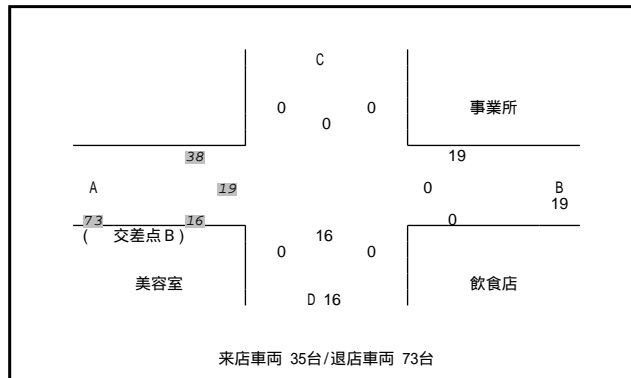 C
0 0 事業所
0
38 19
A 19 0 B
19
73 16 0
( 交差点B)
16
0 0
美容室 飲食店
D 16
来店車両 35台/退店車両 73台